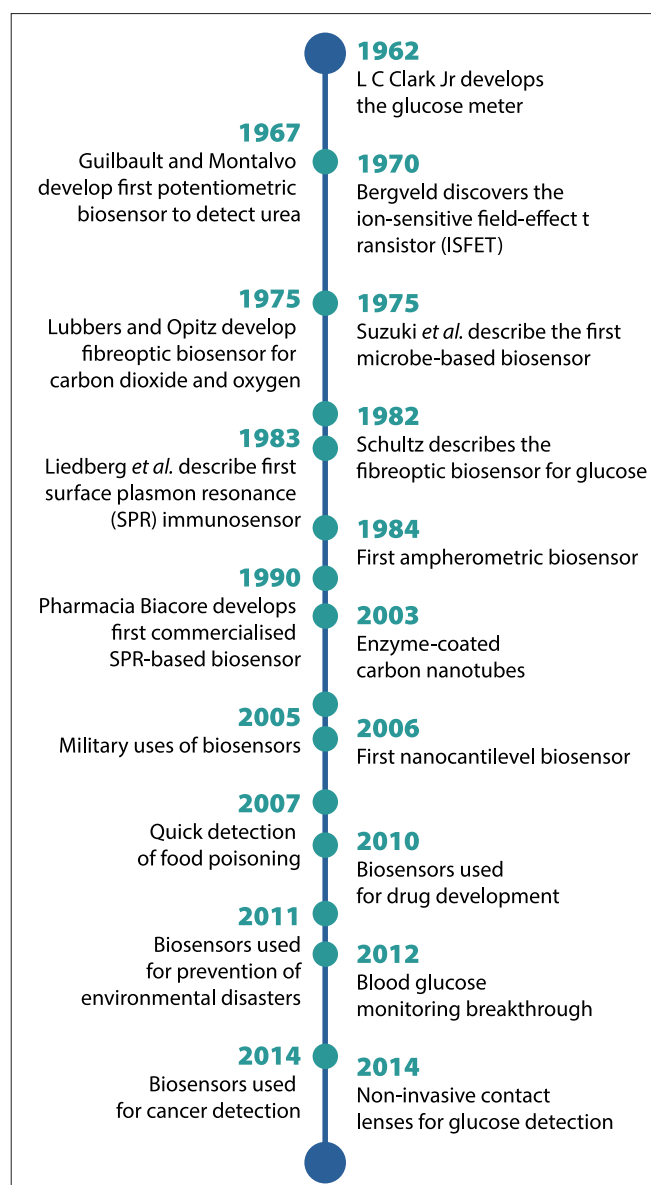 1962
L C Clark Jr develops
the glucose meter
1967
Guilbault and Montalvo
develop first potentiometric
biosensor to detect urea
1970
Bergveld discovers the
ion-sensitive field-effect t
ransistor (ISFET)
1975
Lubbers and Opitz develop
fibreoptic biosensor for
carbon dioxide and oxygen
1975
Suzuki et al. describe the first
microbe-based biosensor
1982
Schultz describes the
fibreoptic biosensor for glucose
1983
Liedberg et al. describe first
surface plasmon resonance
(SPR) immunosensor
1984
First ampherometric biosensor
1990
Pharmacia Biacore develops
first commercialised
SPR-based biosensor
2003
Enzyme-coated
carbon nanotubes
2005
Military uses of biosensors
2006
First nanocantilevel biosensor
2007
Quick detection
of food poisoning
2010
Biosensors used
for drug development
2011
Biosensors used
for prevention of
environmental disasters
2012
Blood glucose
monitoring breakthrough
2014
Biosensors used
for cancer detection
2014
Non-invasive contact
lenses for glucose detection